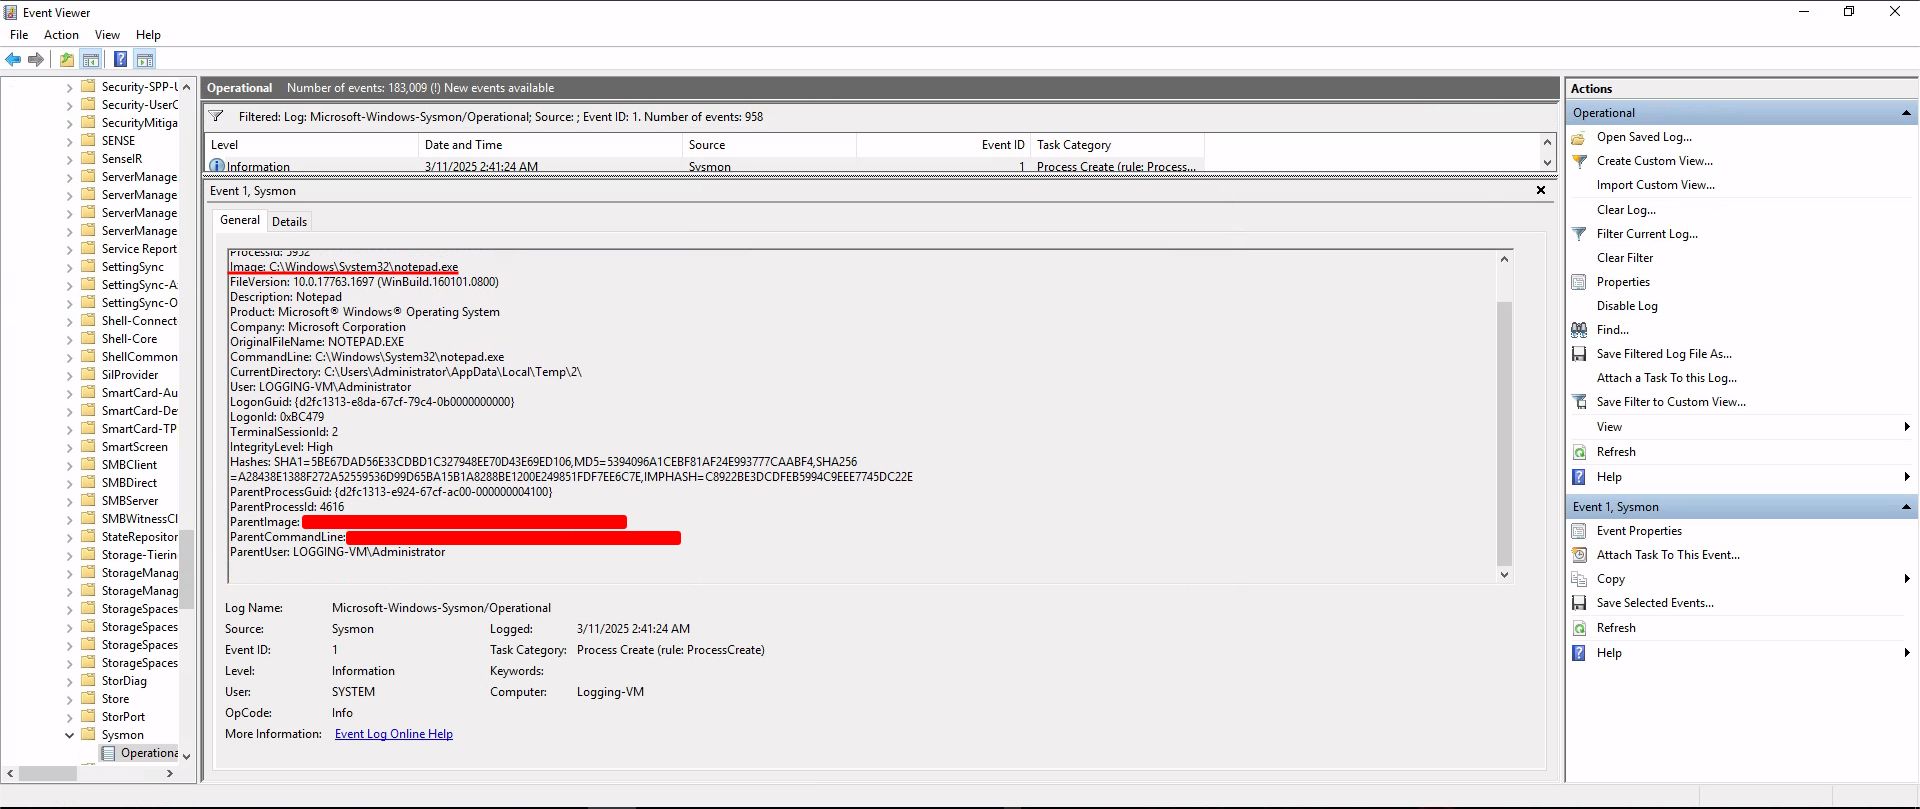 Event Viewer
File Action View Help
Security-SPP-U
Security-UserC
SecurityMitiga
SENSE
SenseIR
ServerManage
ServerManage
ServerManage
ServerManage
Service Report
SettingSync
SettingSync-A
SettingSync-O
Shell-Connect
Shell-Core
ShellCommon
SilProvider
SmartCard-Au
SmartCard-De
SmartCard-TP
SmartScreen
SMBClient
SMBDirect
SMBServer
SMBWitnessCl
StateRepositor
Storage-Tierin
StorageManag
StorageManag
StorageSpaces
StorageSpaces
StorageSpaces
StorageSpaces
StorDiag
Store
StorPort
Sysmon
Operationa
Operational Number of events: 183,009 (!) New events available
Filtered: Log: Microsoft-Windows-Sysmon/Operational; Source: ; Event ID: 1. Number of events: 958
Level Date and Time Source Event ID Task Category
Information 3/11/2025 2:41:24 AM Sysmon 1 Process Create (rule: Process...
Event 1, Sysmon
General Details
ProcessId: 5952
Image: C:\Windows\System32\notepad.exe
FileVersion: 10.0.17763.1697 (WinBuild.160101.0800)
Description: Notepad
Product: Microsoft® Windows® Operating System
Company: Microsoft Corporation
OriginalFileName: NOTEPAD.EXE
CommandLine: C:\Windows\System32\notepad.exe
CurrentDirectory: C:\Users\Administrator\AppData\Local\Temp\2\
User: LOGGING-VM\Administrator
LogonGuid: {d2fc1313-e8da-67cf-79c4-0b0000000000}
LogonId: 0xBC479
TerminalSessionId: 2
IntegrityLevel: High
Hashes: SHA1=5BE67DAD56E33CDBD1C327948EE70D43E69ED106,MD5=5394096A1CEBF81AF24E993777CAABF4,SHA256
=A28438E1388F272A52559536D99D65BA15B1A8288BE1200E249851FDF7EE6C7E,IMPHASH=C8922BE3DCDFEB5994C9EEE7745DC22E
ParentProcessGuid: {d2fc1313-e924-67cf-ac00-000000004100}
ParentProcessId: 4616
ParentImage:
ParentCommandLine:
ParentUser: LOGGING-VM\Administrator
Log Name: Microsoft-Windows-Sysmon/Operational
Source: Sysmon Logged: 3/11/2025 2:41:24 AM
Event ID: 1 Task Category: Process Create (rule: ProcessCreate)
Level: Information Keywords:
User: SYSTEM Computer: Logging-VM
OpCode: Info
More Information: Event Log Online Help
Actions
Operational
Open Saved Log...
Create Custom View...
Import Custom View...
Clear Log...
Filter Current Log...
Clear Filter
Properties
Disable Log
Find...
Save Filtered Log File As...
Attach a Task To this Log...
Save Filter to Custom View...
View
Refresh
Help
Event 1, Sysmon
Event Properties
Attach Task To This Event...
Copy
Save Selected Events...
Refresh
Help